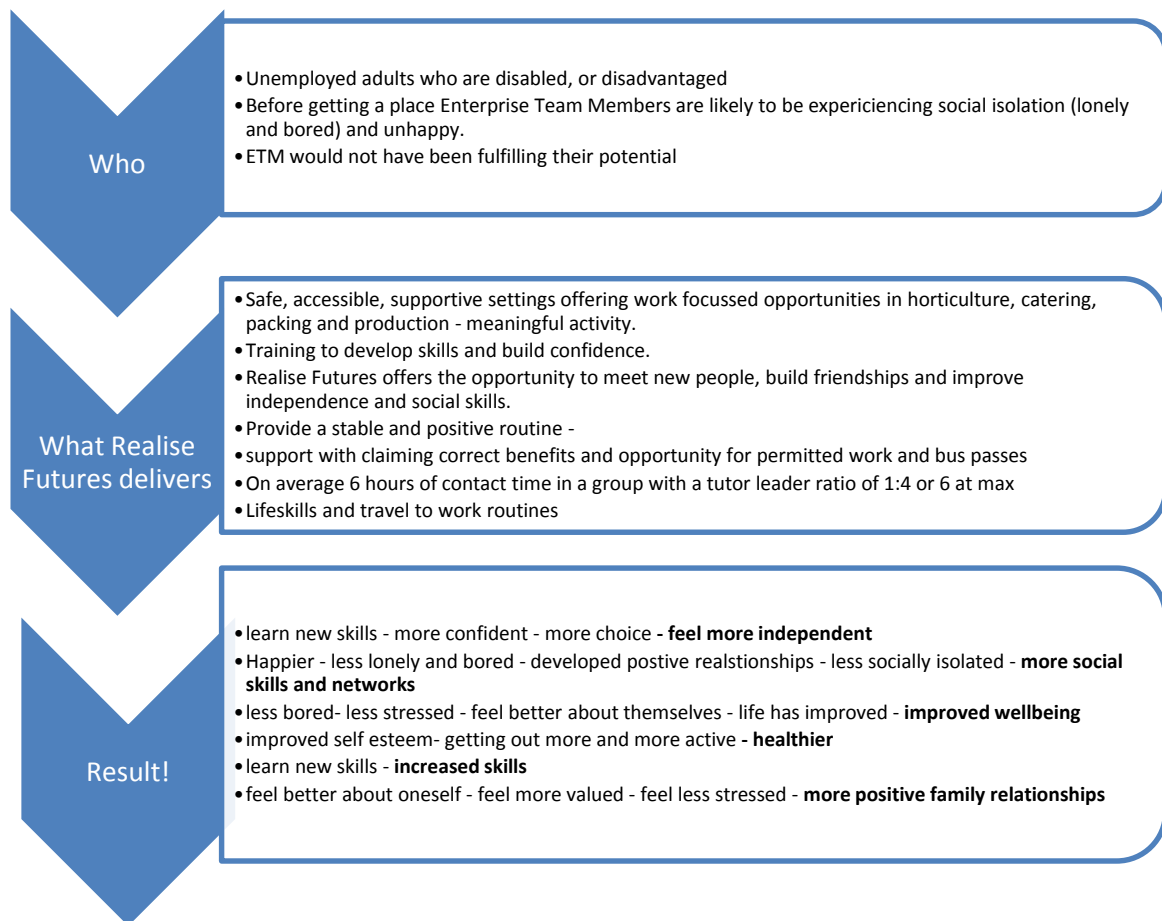 Who
•Unemployed adults who are disabled, or disadvantaged
•Before getting a place Enterprise Team Members are likely to be expericiencing social isolation (lonely
and bored) and unhappy.
•ETM would not have been fulfilling their potential
What Realise
Futures delivers
•Safe, accessible, supportive settings offering work focussed opportunities in horticulture, catering,
packing and production - meaningful activity.
•Training to develop skills and build confidence.
•Realise Futures offers the opportunity to meet new people, build friendships and improve
independence and social skills.
•Provide a stable and positive routine -
•support with claiming correct benefits and opportunity for permitted work and bus passes
•On average 6 hours of contact time in a group with a tutor leader ratio of 1:4 or 6 at max
•Lifeskills and travel to work routines
Result!
•learn new skills - more confident - more choice - feel more independent
•Happier - less lonely and bored - developed postive realstionships - less socially isolated - more social
skills and networks
•less bored- less stressed - feel better about themselves - life has improved - improved wellbeing
•improved self esteem- getting out more and more active - healthier
•learn new skills - increased skills
•feel better about oneself - feel more valued - feel less stressed - more positive family relationships